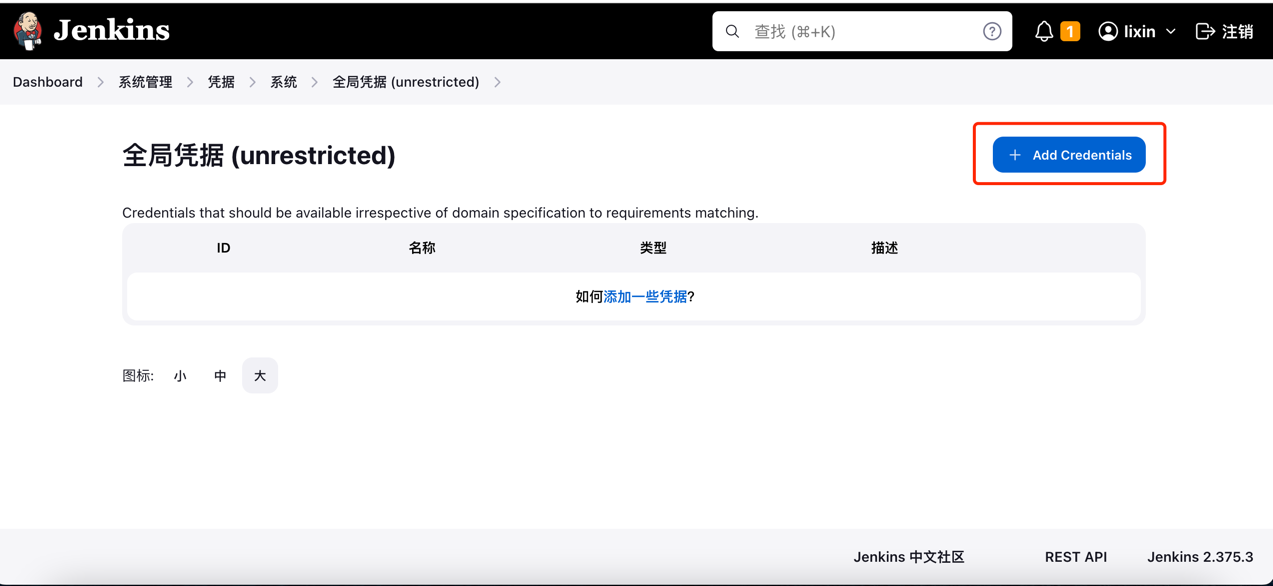 Jenkins 查找 (⌘+K) 1 lixin 注销
Dashboard 系统管理 凭据 系统 全局凭据 (unrestricted)
全局凭据 (unrestricted) Add Credentials
Credentials that should be available irrespective of domain specification to requirements matching.
ID 名称 类型 描述
如何添加一些凭据?
图标: 小 中 大
Jenkins 中文社区 REST API Jenkins 2.375.3